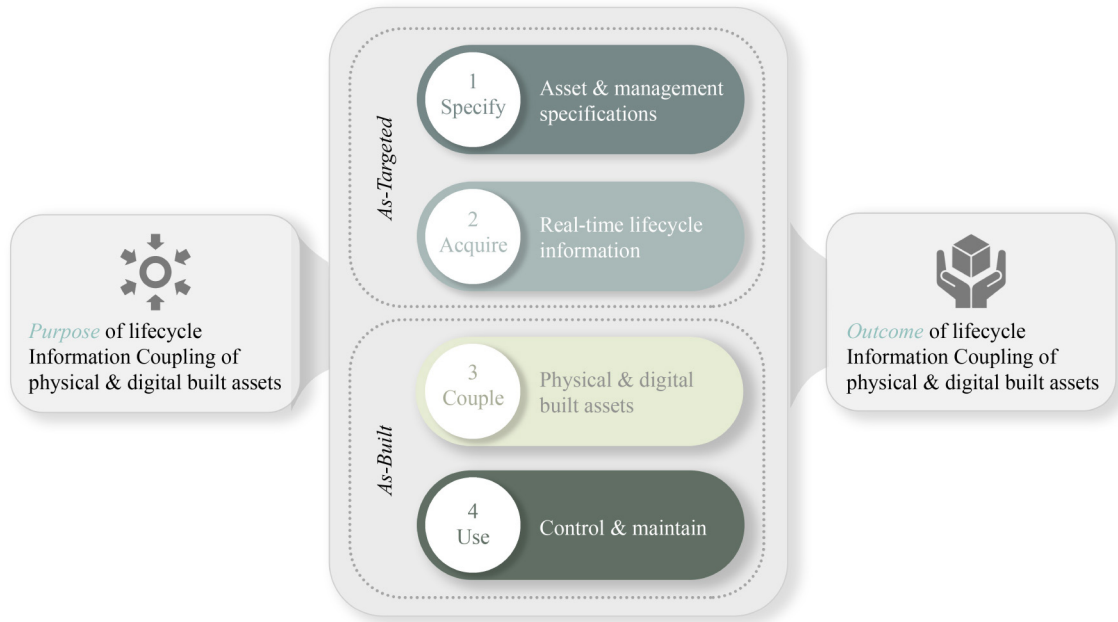 Purpose of lifecycle
Information Coupling of
physical & digital built assets
As-Targeted
1
Specify
Asset & management
specifications
2
Acquire
Real-time lifecycle
information
As-Built
3
Couple
Physical & digital
built assets
4
Use
Control & maintain
Outcome of lifecycle
Information Coupling of
physical & digital built assets